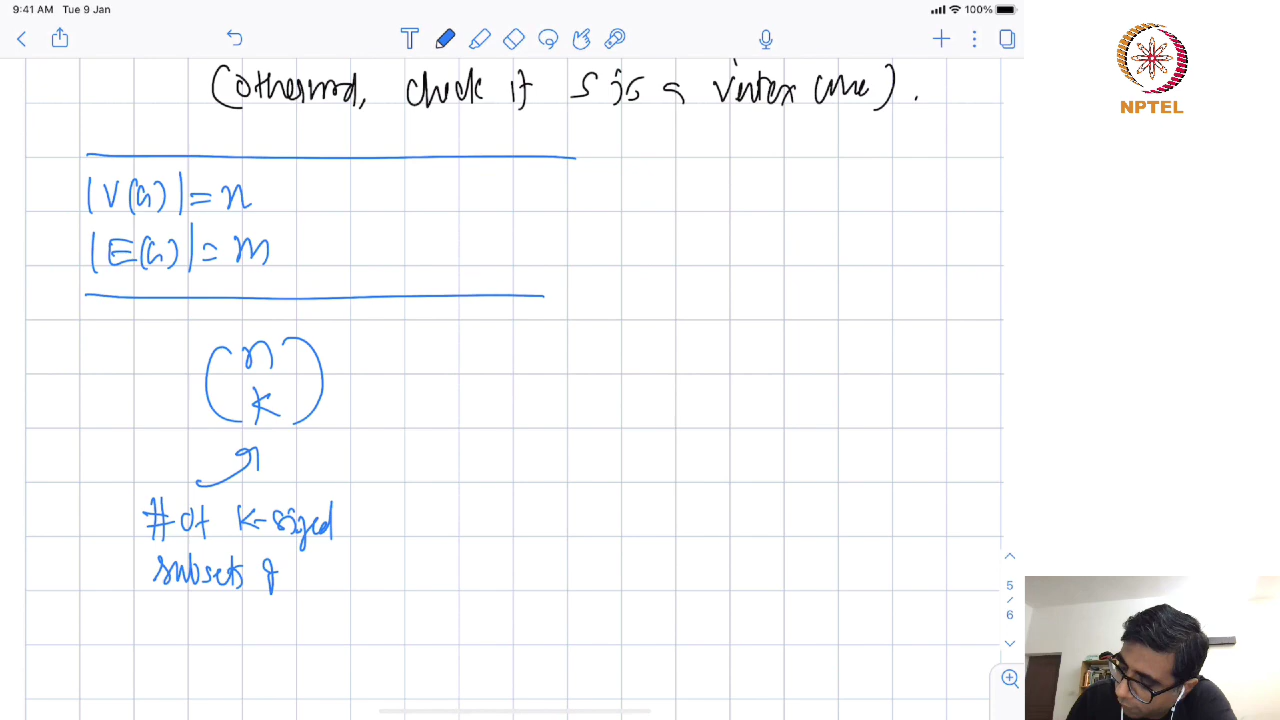 9:41 AM Tue 9 Jan
100%
(otherwise, check if S is a vertex cover).
|V(G)| = n
|E(G)| = m
(n
k)
# of k-sized
subsets of
5
/
6
NPTEL